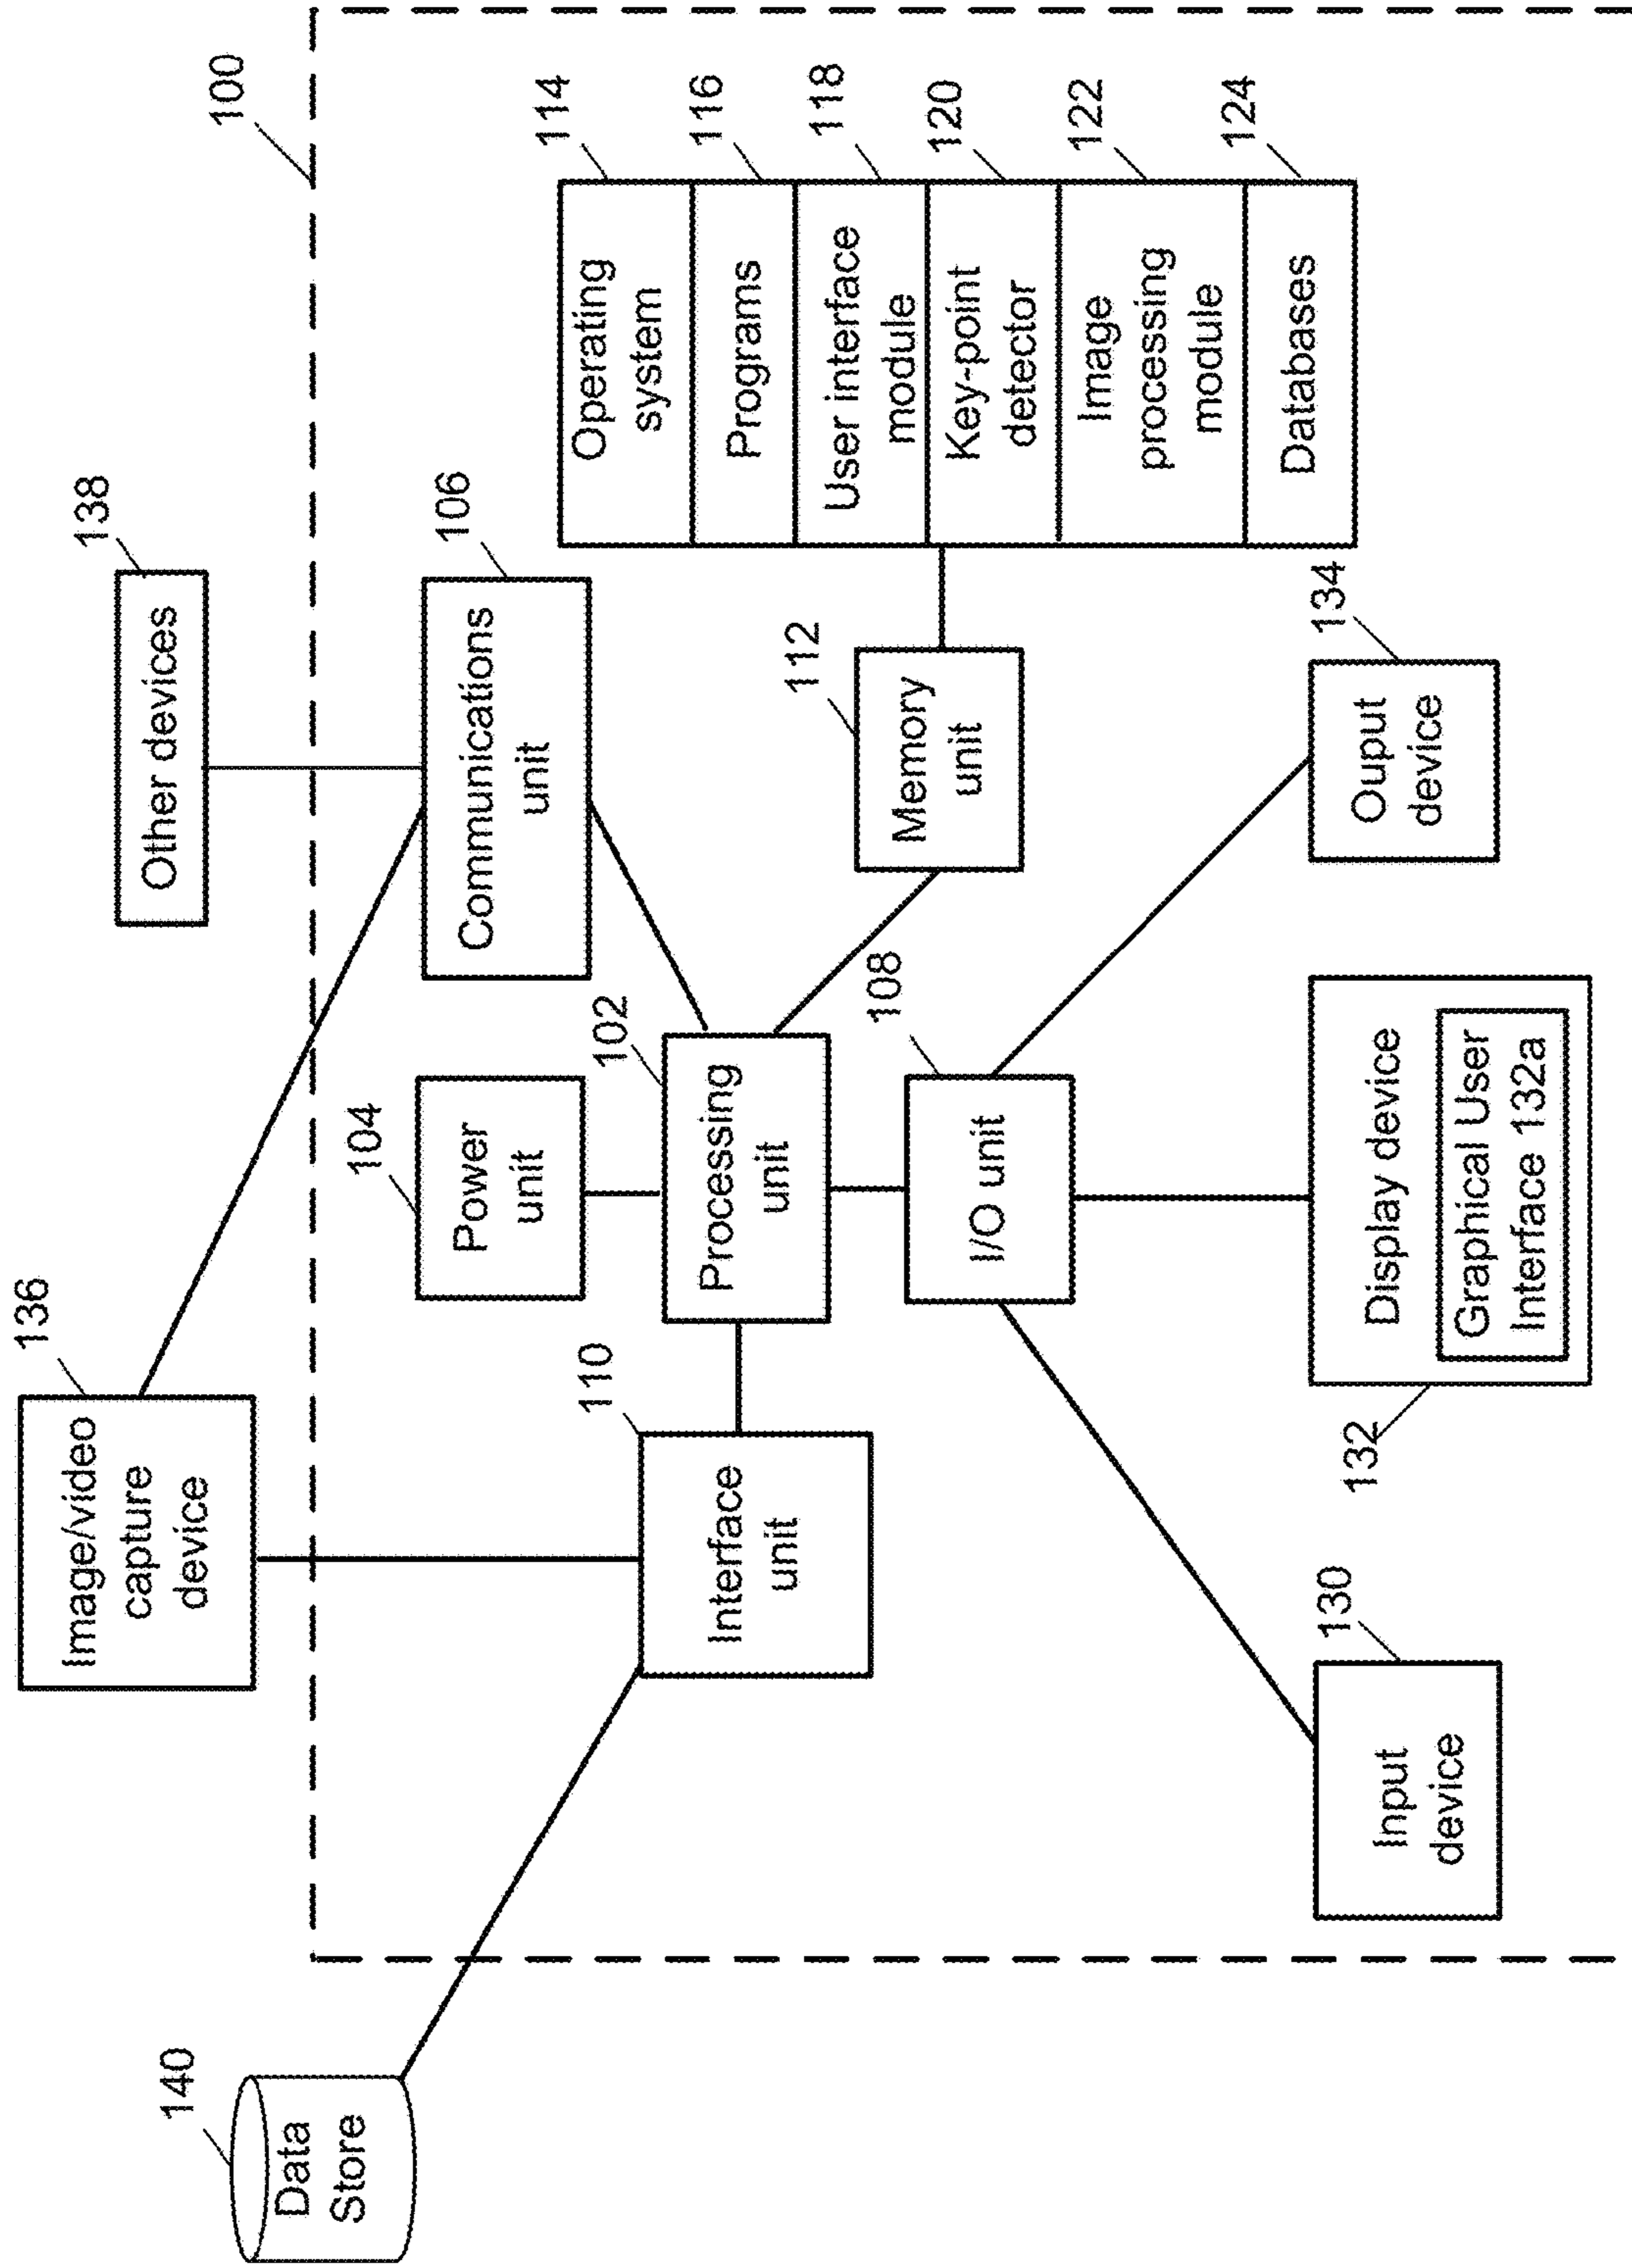 140
Data
Store
136
Image/video
capture
device
138
Other devices
100
104
Power
unit
106
Communications
unit
110
Interface
unit
102
Processing
unit
112
Memory
unit
108
I/O unit
114
Operating
system
116
Programs
118
User interface
module
120
Key-point
detector
122
Image
processing
module
124
Databases
130
Input
device
132
Display device
Graphical User
Interface 132a
134
Ouput
device